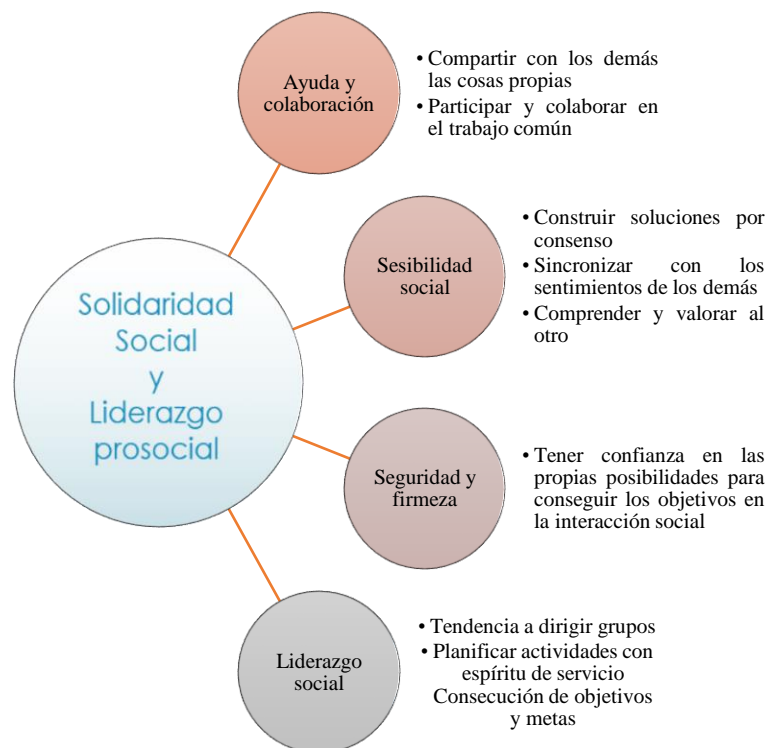 Solidaridad
Social
y
Liderazgo
prosocial
Ayuda y
colaboración
• Compartir con los demás
las cosas propias
• Participar y colaborar en
el trabajo común
Sesibilidad
social
• Construir soluciones por
consenso
• Sincronizar con los
sentimientos de los demás
• Comprender y valorar al
otro
Seguridad y
firmeza
• Tener confianza en las
propias posibilidades para
conseguir los objetivos en
la interacción social
Liderazgo
social
• Tendencia a dirigir grupos
• Planificar actividades con
espíritu de servicio
Consecución de objetivos
y metas